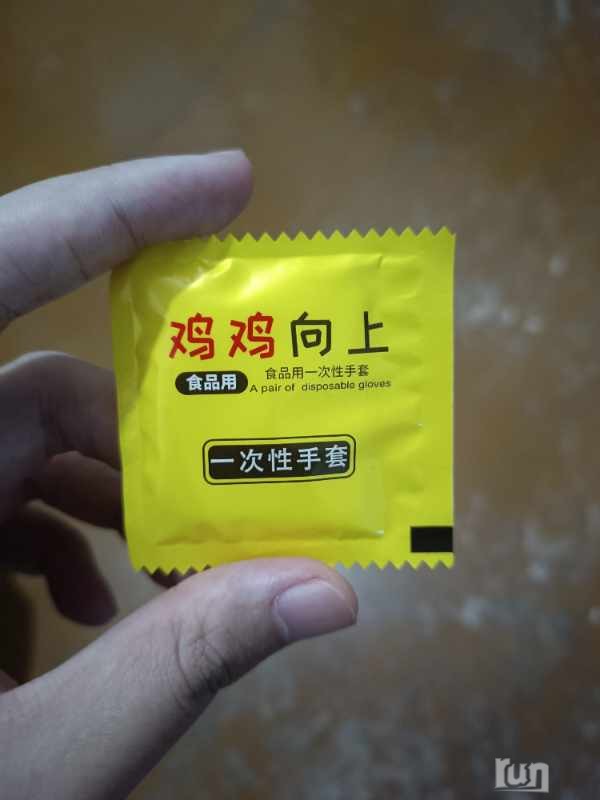 鸡鸡向上
食品用
食品用一次性手套
A pair of disposable gloves
一次性手套
run